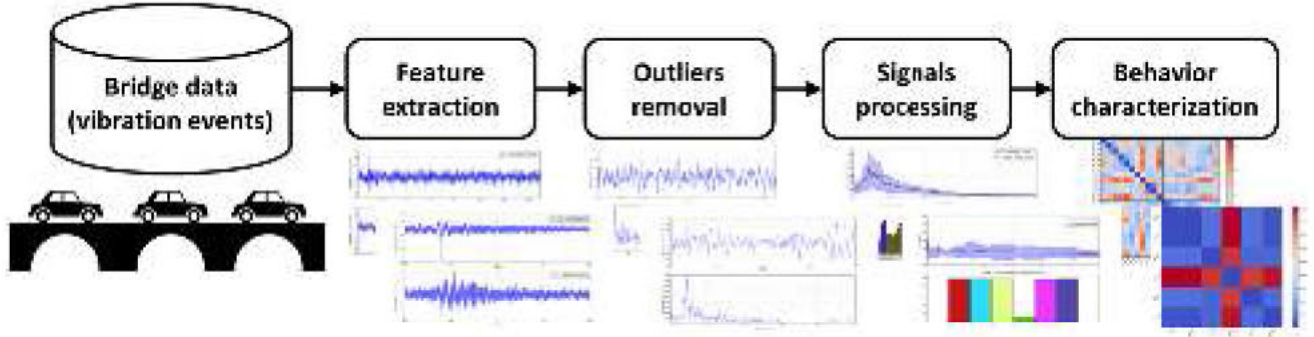 Bridge data
(vibration events)
Feature
extraction
Outliers
removal
Signals
processing
Behavior
characterization